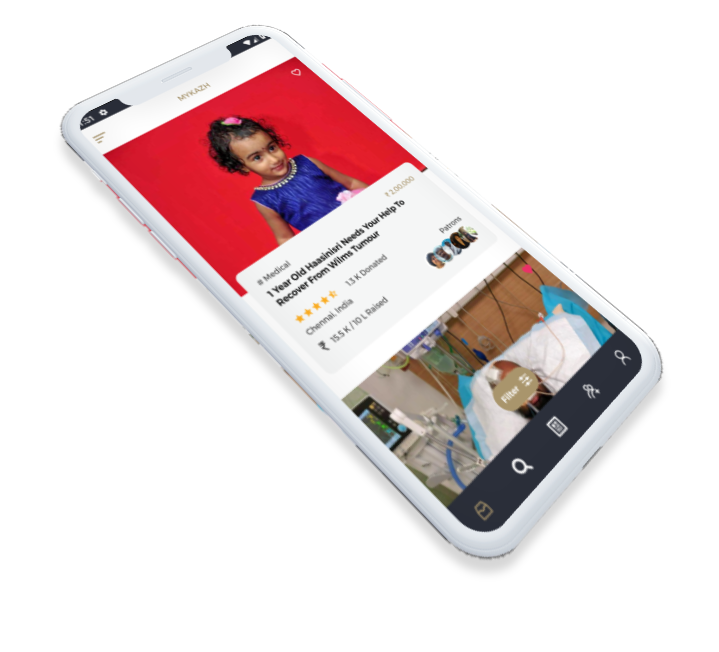 :51
MYKAZH
₹ 2,00,000
# Medical
1 Year Old Haasinisri Needs Your Help To
Recover From Wilms Tumour
1.3 K Donated
Patrons
Chennai, India
₹ 15.5 K / 10 L Raised
Filter